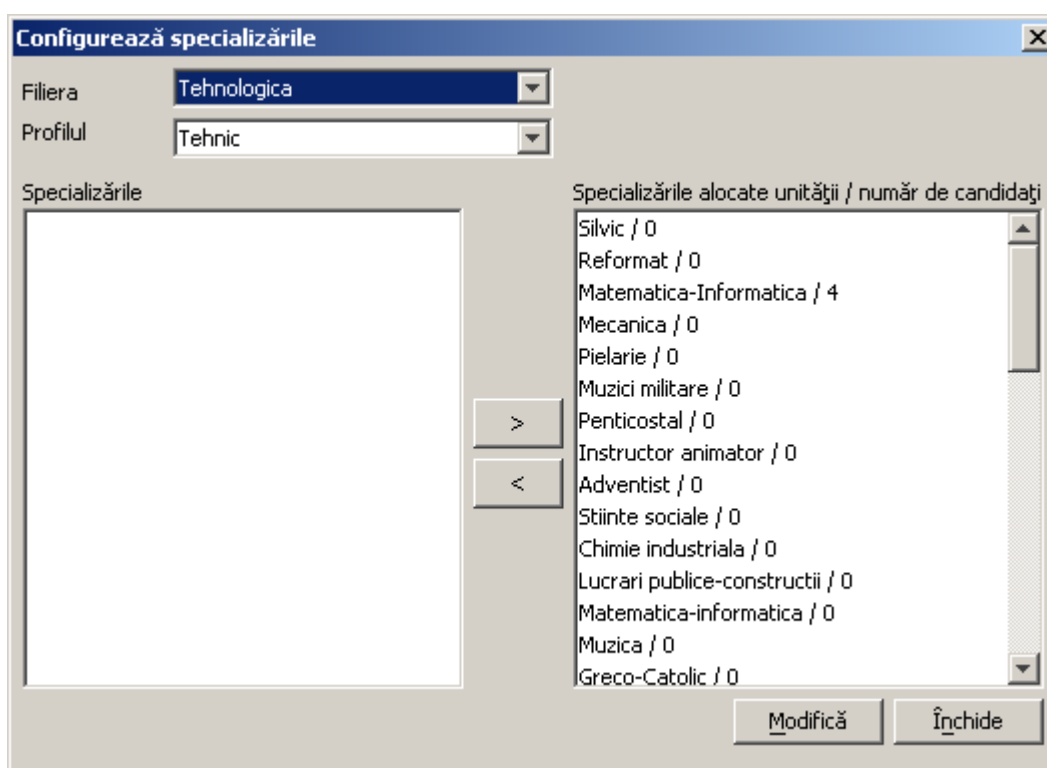 Configurează specializările
Filiera
Tehnologica
Profilul
Tehnic
Specializările
Specializările alocate unităţii / număr de candidaţi
Silvic / 0
Reformat / 0
Matematica-Informatica / 4
Mecanica / 0
Pielarie / 0
Muzici militare / 0
Penticostal / 0
Instructor animator / 0
Adventist / 0
Stiinte sociale / 0
Chimie industriala / 0
Lucrari publice-constructii / 0
Matematica-informatica / 0
Muzica / 0
Greco-Catolic / 0
>
<
Modifică
Închide